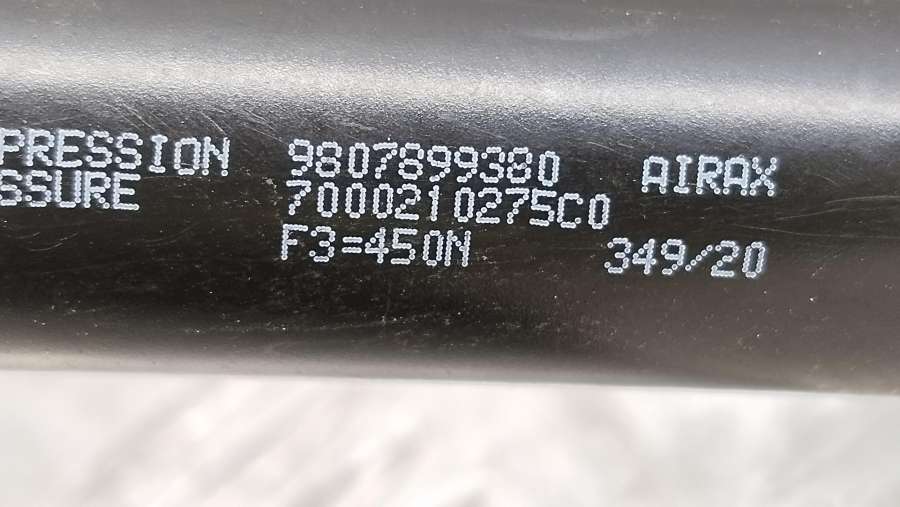 PRESSION 9807899380 AIRAX
SSURE 7000210275C0
F3=450N 349/20